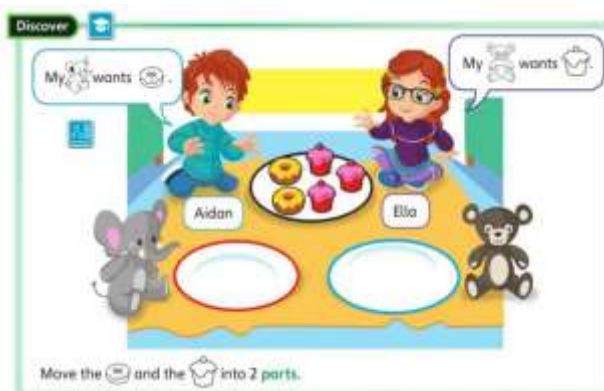 Discover
My wants .
My wants .
Aidan
Ella
Move the and the into 2 parts.